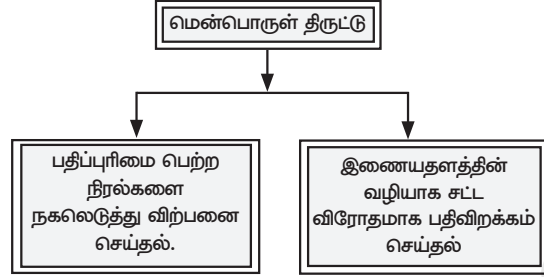 மென்பொருள் திருட்டு
பதிப்புரிமை பெற்ற
நிரல்களை
நகலெடுத்து விற்பனை
செய்தல்.
இணையதளத்தின்
வழியாக சட்ட
விரோதமாக பதிவிறக்கம்
செய்தல்